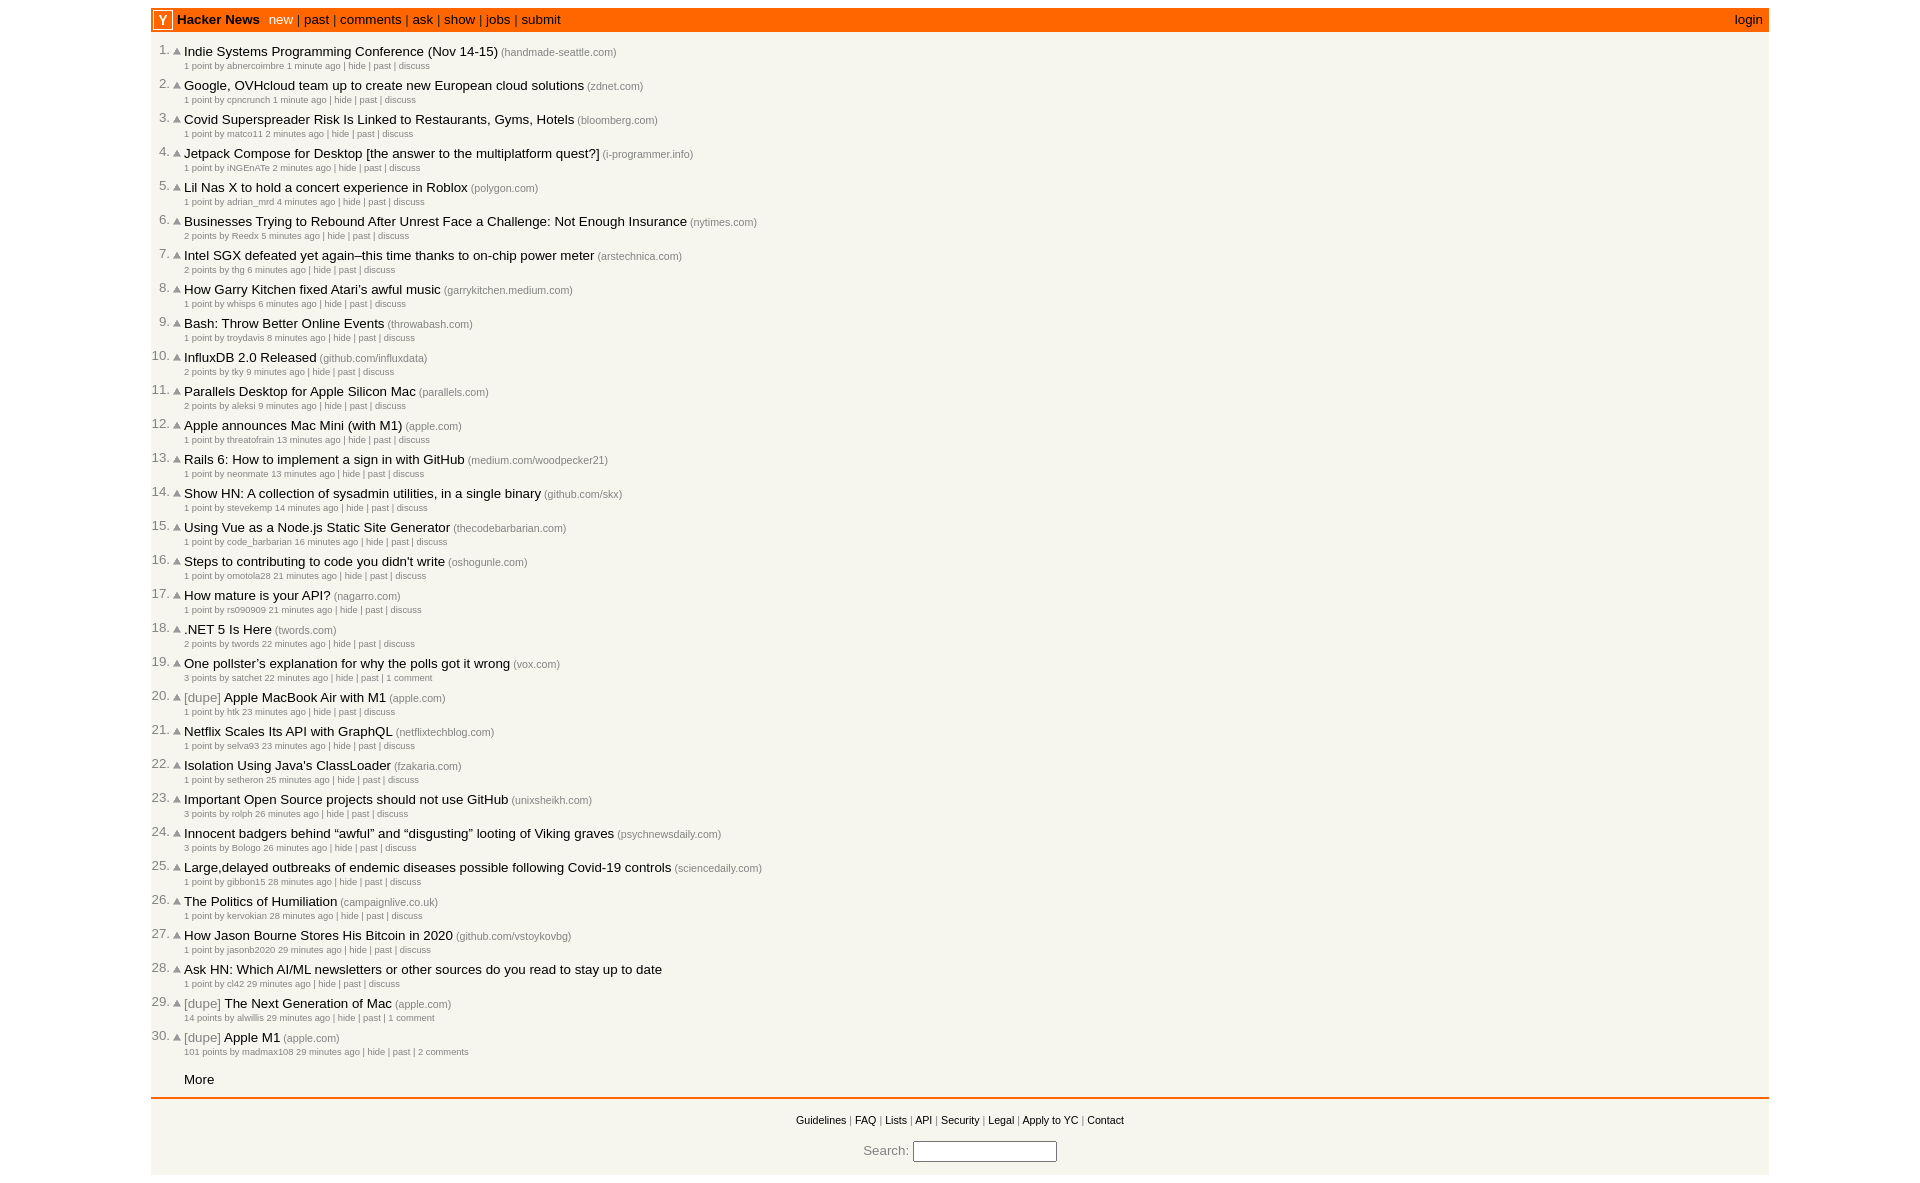 Y Hacker News new | past | comments | ask | show | jobs | submit login
1. Indie Systems Programming Conference (Nov 14-15) (handmade-seattle.com)
1 point by abnercoimbre 1 minute ago | hide | past | discuss
2. Google, OVHcloud team up to create new European cloud solutions (zdnet.com)
1 point by cpncrunch 1 minute ago | hide | past | discuss
3. Covid Superspreader Risk Is Linked to Restaurants, Gyms, Hotels (bloomberg.com)
1 point by matco11 2 minutes ago | hide | past | discuss
4. Jetpack Compose for Desktop [the answer to the multiplatform quest?] (i-programmer.info)
1 point by iNGEnATe 2 minutes ago | hide | past | discuss
5. Lil Nas X to hold a concert experience in Roblox (polygon.com)
1 point by adrian_mrd 4 minutes ago | hide | past | discuss
6. Businesses Trying to Rebound After Unrest Face a Challenge: Not Enough Insurance (nytimes.com)
2 points by Reedx 5 minutes ago | hide | past | discuss
7. Intel SGX defeated yet again–this time thanks to on-chip power meter (arstechnica.com)
2 points by thg 6 minutes ago | hide | past | discuss
8. How Garry Kitchen fixed Atari’s awful music (garrykitchen.medium.com)
1 point by whisps 6 minutes ago | hide | past | discuss
9. Bash: Throw Better Online Events (throwabash.com)
1 point by troydavis 8 minutes ago | hide | past | discuss
10. InfluxDB 2.0 Released (github.com/influxdata)
2 points by tky 9 minutes ago | hide | past | discuss
11. Parallels Desktop for Apple Silicon Mac (parallels.com)
2 points by aleksi 9 minutes ago | hide | past | discuss
12. Apple announces Mac Mini (with M1) (apple.com)
1 point by threatofrain 13 minutes ago | hide | past | discuss
13. Rails 6: How to implement a sign in with GitHub (medium.com/woodpecker21)
1 point by neonmate 13 minutes ago | hide | past | discuss
14. Show HN: A collection of sysadmin utilities, in a single binary (github.com/skx)
1 point by stevekemp 14 minutes ago | hide | past | discuss
15. Using Vue as a Node.js Static Site Generator (thecodebarbarian.com)
1 point by code_barbarian 16 minutes ago | hide | past | discuss
16. Steps to contributing to code you didn't write (oshogunle.com)
1 point by omotola28 21 minutes ago | hide | past | discuss
17. How mature is your API? (nagarro.com)
1 point by rs090909 21 minutes ago | hide | past | discuss
18. .NET 5 Is Here (twords.com)
2 points by twords 22 minutes ago | hide | past | discuss
19. One pollster’s explanation for why the polls got it wrong (vox.com)
3 points by satchet 22 minutes ago | hide | past | 1 comment
20. [dupe] Apple MacBook Air with M1 (apple.com)
1 point by htk 23 minutes ago | hide | past | discuss
21. Netflix Scales Its API with GraphQL (netflixtechblog.com)
1 point by selva93 23 minutes ago | hide | past | discuss
22. Isolation Using Java's ClassLoader (fzakaria.com)
1 point by setheron 25 minutes ago | hide | past | discuss
23. Important Open Source projects should not use GitHub (unixsheikh.com)
3 points by rolph 26 minutes ago | hide | past | discuss
24. Innocent badgers behind “awful” and “disgusting” looting of Viking graves (psychnewsdaily.com)
3 points by Bologo 26 minutes ago | hide | past | discuss
25. Large,delayed outbreaks of endemic diseases possible following Covid-19 controls (sciencedaily.com)
1 point by gibbon15 28 minutes ago | hide | past | discuss
26. The Politics of Humiliation (campaignlive.co.uk)
1 point by kervokian 28 minutes ago | hide | past | discuss
27. How Jason Bourne Stores His Bitcoin in 2020 (github.com/vstoykovbg)
1 point by jasonb2020 29 minutes ago | hide | past | discuss
28. Ask HN: Which AI/ML newsletters or other sources do you read to stay up to date
1 point by cl42 29 minutes ago | hide | past | discuss
29. [dupe] The Next Generation of Mac (apple.com)
14 points by alwillis 29 minutes ago | hide | past | 1 comment
30. [dupe] Apple M1 (apple.com)
101 points by madmax108 29 minutes ago | hide | past | 2 comments
More
Guidelines | FAQ | Lists | API | Security | Legal | Apply to YC | Contact
Search: